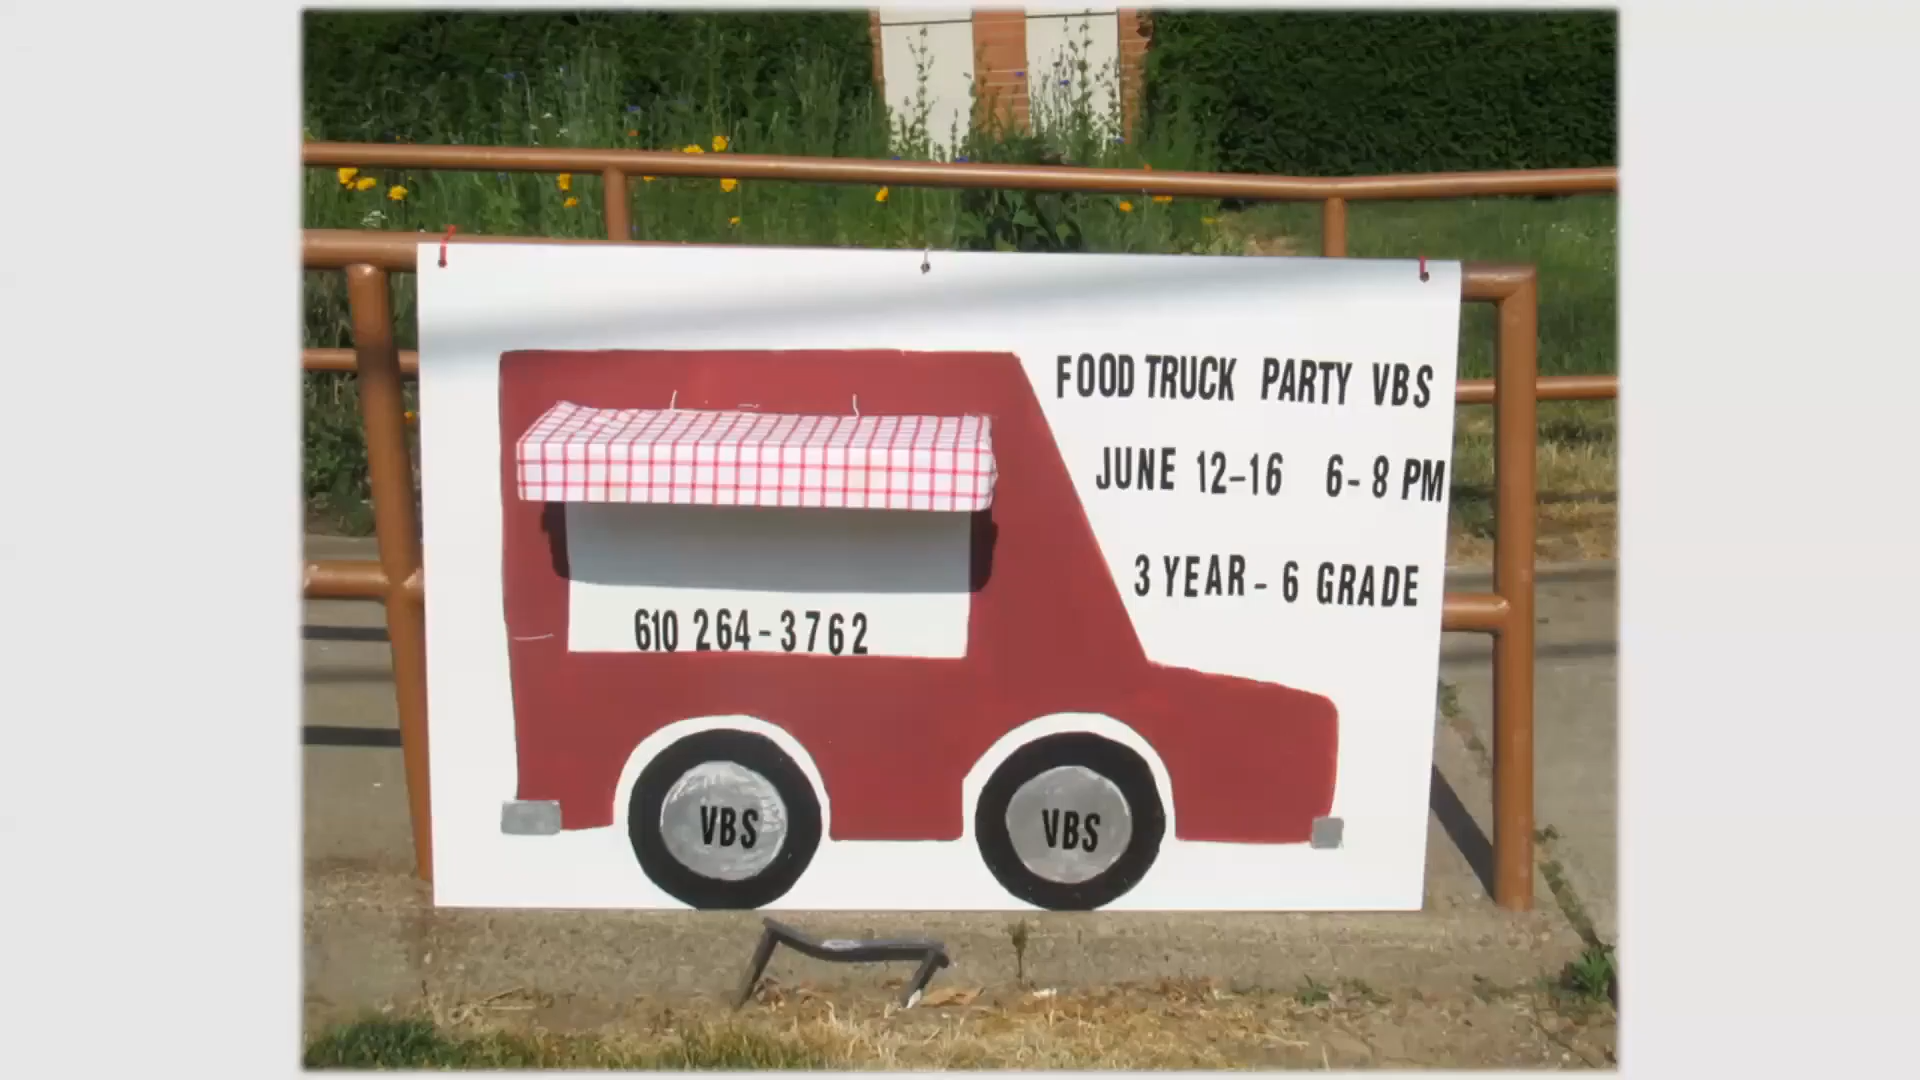 FOOD TRUCK PARTY VBS
JUNE 12-16 6-8 PM
3 YEAR - 6 GRADE
610 264-3762
VBS
VBS